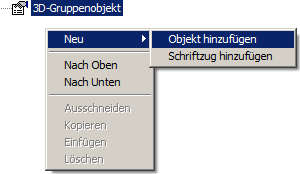 3D-Gruppenobjekt
Neu
Objekt hinzufügen
Schriftzug hinzufügen
Nach Oben
Nach Unten
Ausschneiden
Kopieren
Einfügen
Löschen